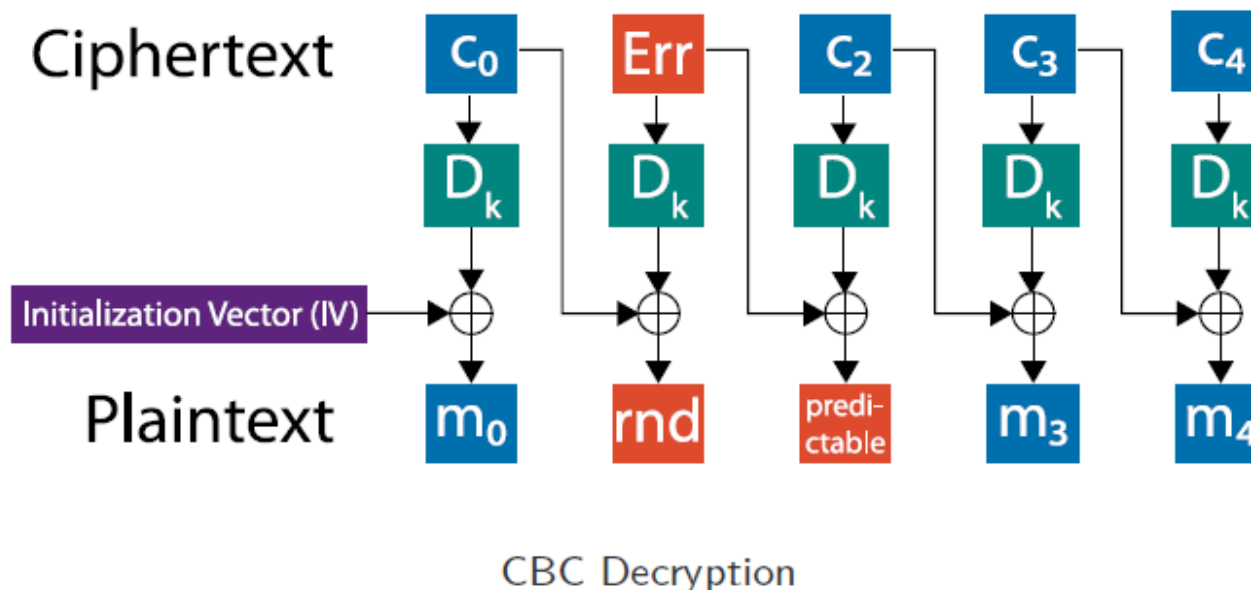 Ciphertext c₀ Err c₂ c₃ c₄
Dₖ Dₖ Dₖ Dₖ Dₖ
Initialization Vector (IV)
Plaintext m₀ rnd predi-
ctable m₃ m₄
CBC Decryption